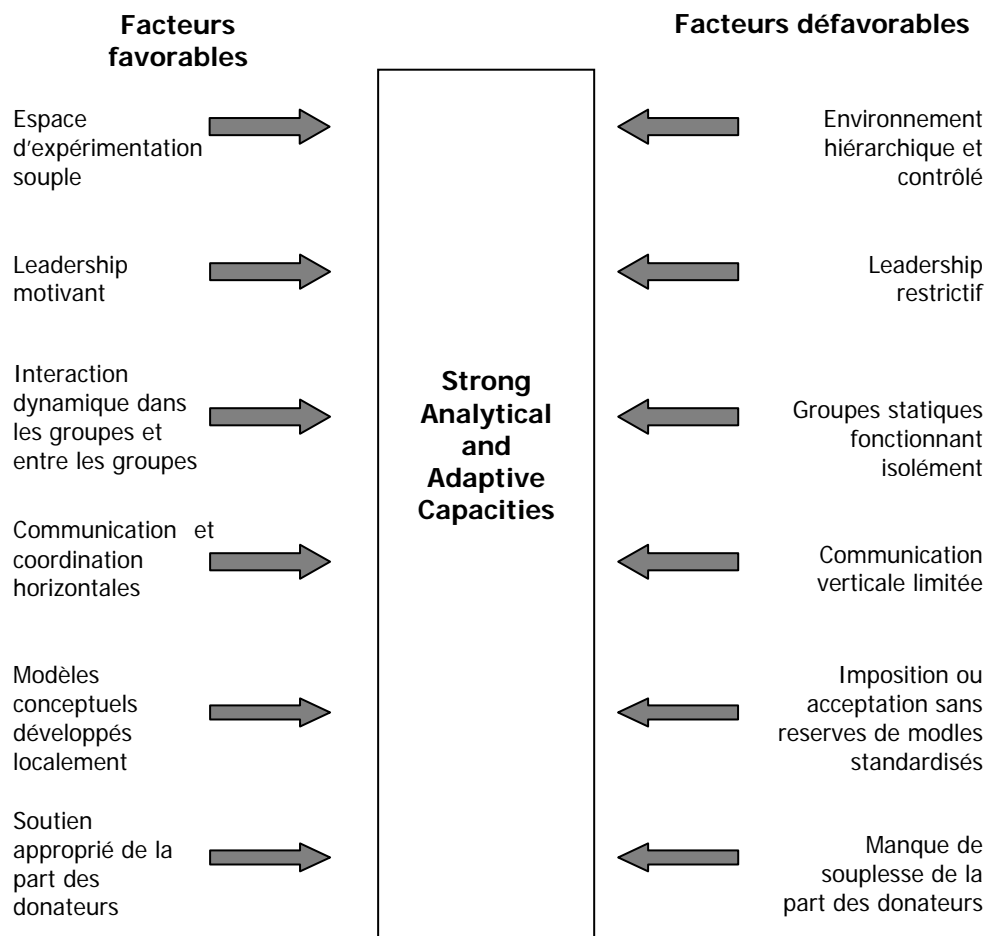 Facteurs
favorables
Facteurs défavorables
Espace
d'expérimentation
souple
Environnement
hiérarchique et
contrôlé
Leadership
motivant
Leadership
restrictif
Interaction
dynamique dans
les groupes et
entre les groupes
Strong
Analytical
and
Adaptive
Capacities
Groupes statiques
fonctionnant
isolément
Communication et
coordination
horizontales
Communication
verticale limitée
Modèles
conceptuels
développés
localement
Imposition ou
acceptation sans
reserves de modles
standardisés
Soutien
approprié de la
part des
donateurs
Manque de
souplesse de la
part des donateurs